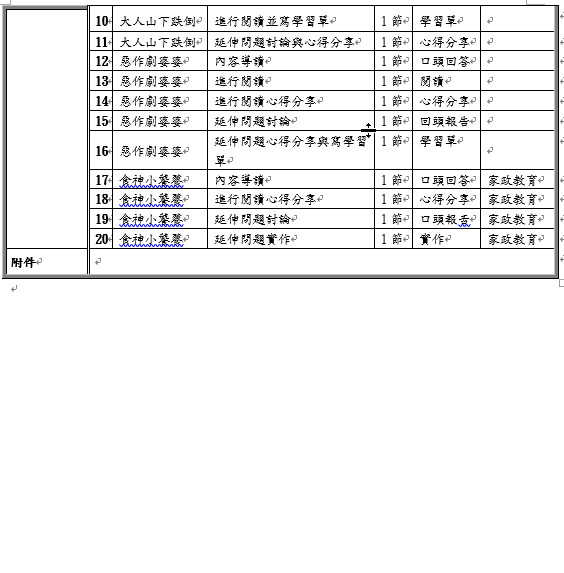 10 大人山下跌倒 進行閱讀並寫學習單 1 節 學習單
11 大人山下跌倒 延伸問題討論與心得分享 1 節 心得分享
12 惡作劇婆婆 內容導讀 1 節 口頭回答
13 惡作劇婆婆 進行閱讀 1 節 閱讀
14 惡作劇婆婆 進行閱讀心得分享 1 節 心得分享
15 惡作劇婆婆 延伸問題討論 1 節 回頭報告
16 惡作劇婆婆 延伸問題心得分享與寫學習 1 節 學習單
單
17 食神小饕餮 內容導讀 1 節 口頭回答 家政教育
18 食神小饕餮 進行閱讀心得分享 1 節 心得分享 家政教育
19 食神小饕餮 延伸問題討論 1 節 口頭報告 家政教育
20 食神小饕餮 延伸問題實作 1 節 實作 家政教育
附件